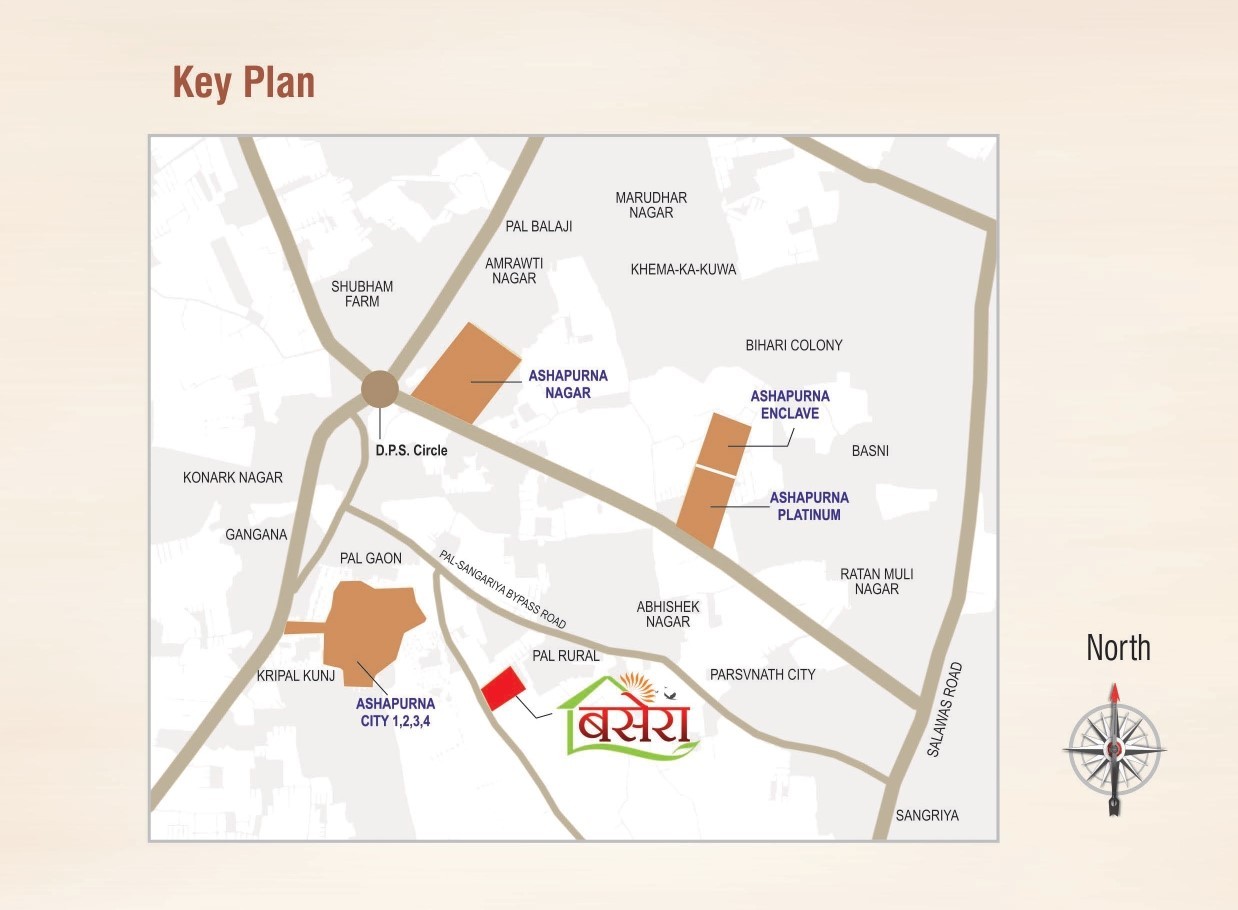 Key Plan
MARUDHAR
NAGAR
PAL BALAJI
AMRAWTI
NAGAR
KHEMA-KA-KUWA
SHUBHAM
FARM
BIHARI COLONY
ASHAPURNA
NAGAR
ASHAPURNA
ENCLAVE
D.P.S. Circle
BASNI
KONARK NAGAR
ASHAPURNA
PLATINUM
GANGANA
PAL GAON
PAL-SANGARIYA BYPASS ROAD
RATAN MULI
NAGAR
ABHISHEK
NAGAR
North
PAL RURAL
KRIPAL KUNJ
PARSVNATH CITY
ASHAPURNA
CITY 1,2,3,4
बसेरा
SALAWAS ROAD
SANGRIYA